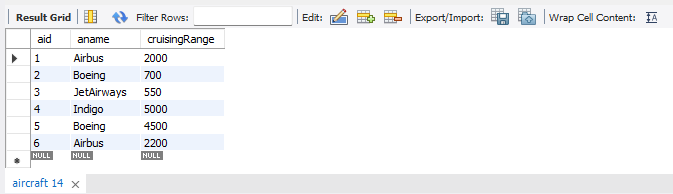 Result Grid Filter Rows: Edit: Export/Import: Wrap Cell Content: IA
aid aname cruisingRange
1 Airbus 2000
2 Boeing 700
3 JetAirways 550
4 Indigo 5000
5 Boeing 4500
6 Airbus 2200
NULL NULL NULL
aircraft 14 ×